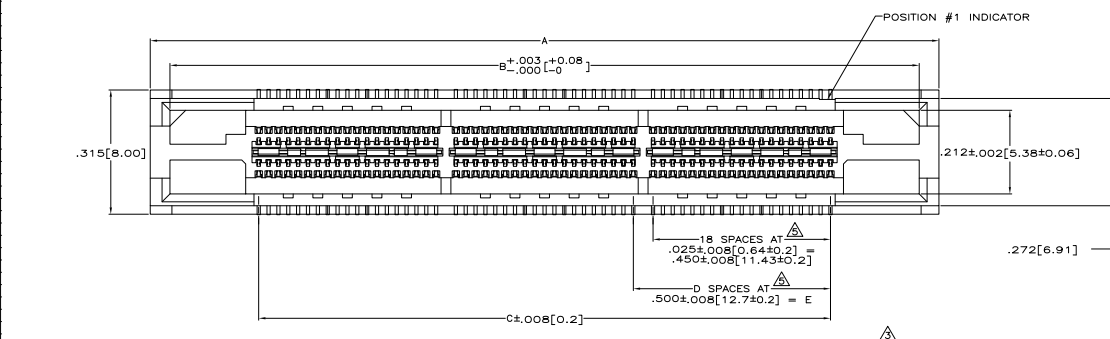 POSITION #1 INDICATOR
A
B+.003 -.000 [+0.08 -0]
.315[8.00]
.212±.002[5.38±0.06]
18 SPACES AT 5
.025±.008[0.64±0.2] =
.450±.008[11.43±0.2]
.272[6.91]
D SPACES AT 5
.500±.008[12.7±0.2] = E
C±.008[0.2]
3